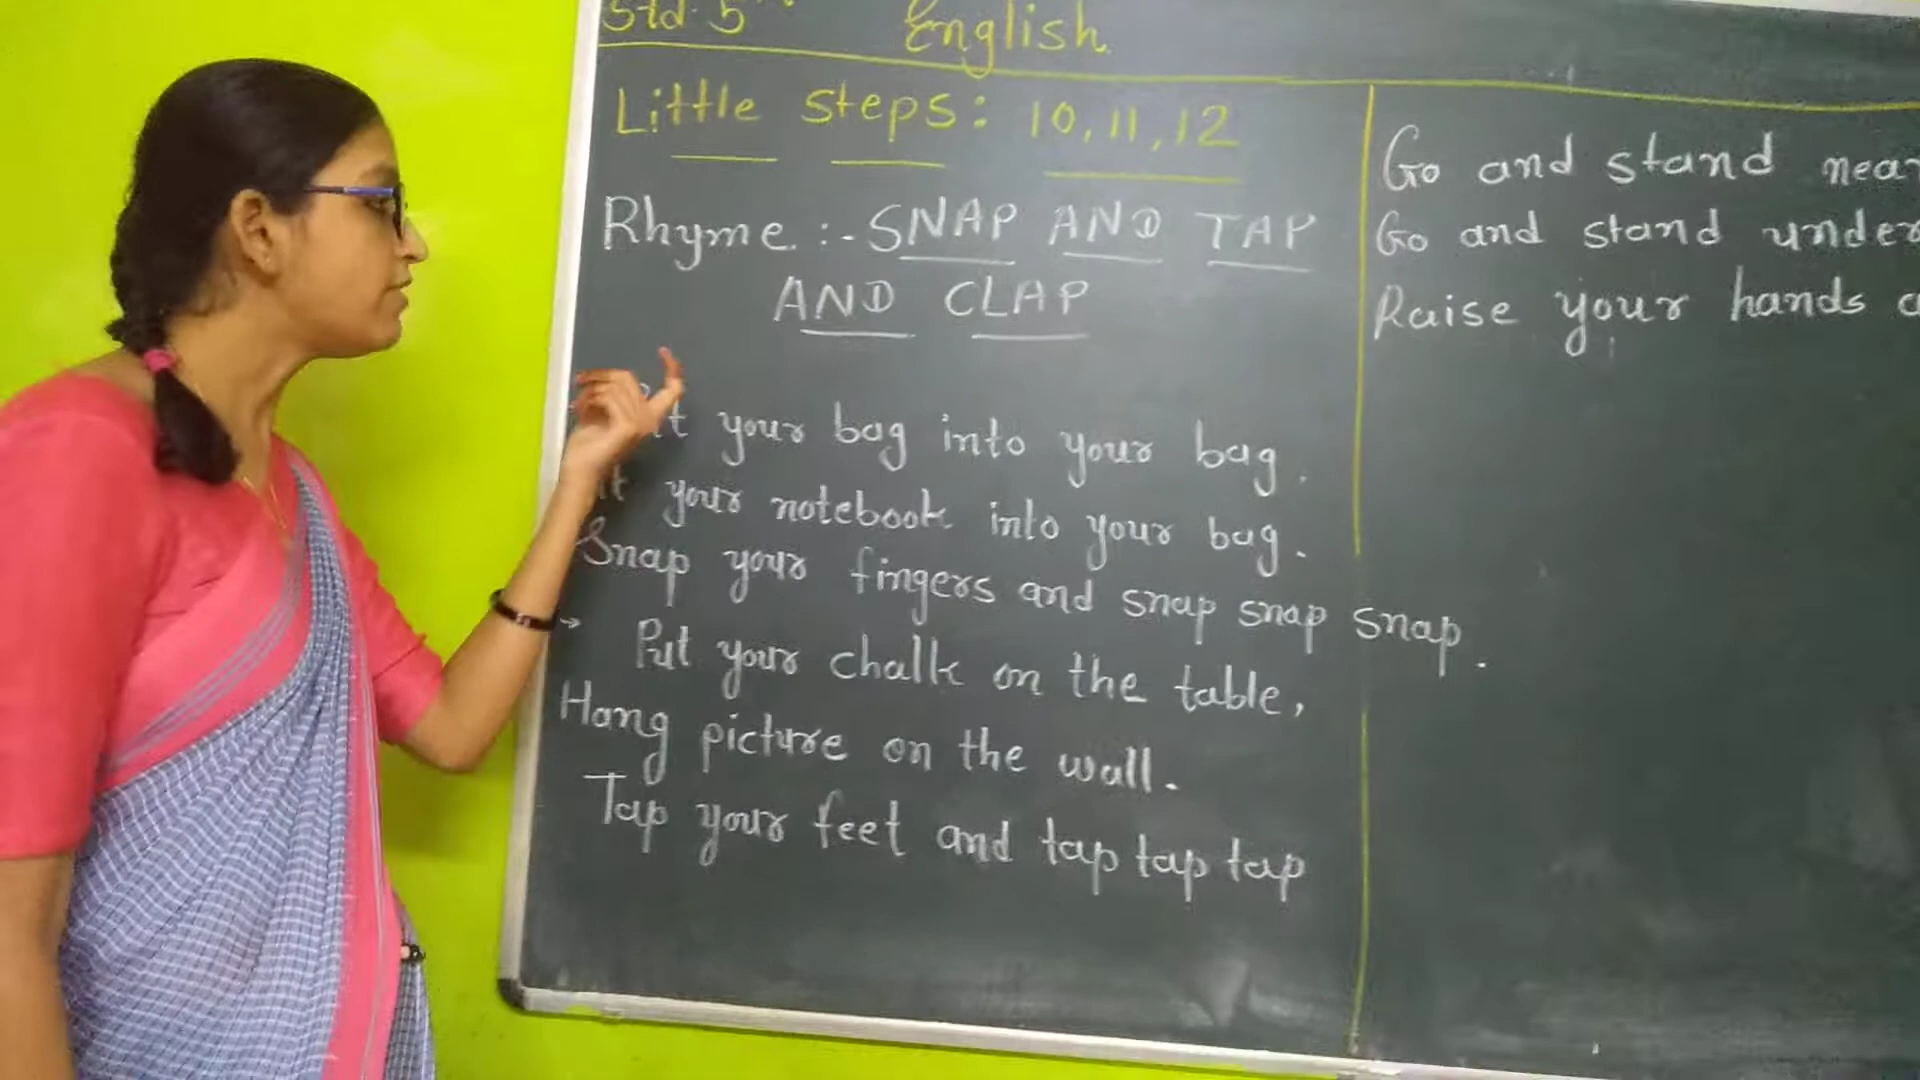 Std. 5th English
Little steps: 10, 11, 12
Rhyme :- SNAP AND TAP
AND CLAP
your bag into your bag.
your notebook into your bag.
Snap your fingers and snap snap snap.
→ Put your chalk on the table,
Hang picture on the wall.
Tap your feet and tap tap tap
Go and stand near
Go and stand under
Raise your hands